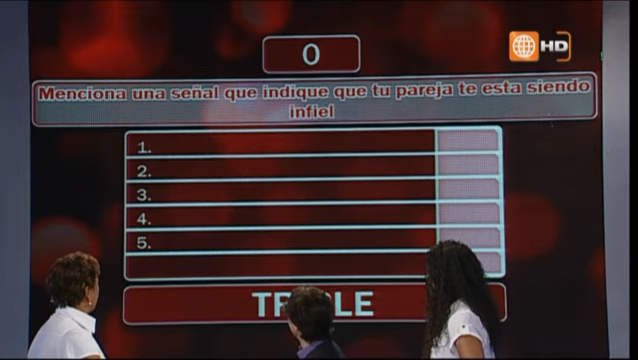 0
HD
Menciona una señal que indique que tu pareja te esta siendo
infiel
1.
2.
3.
4.
5.